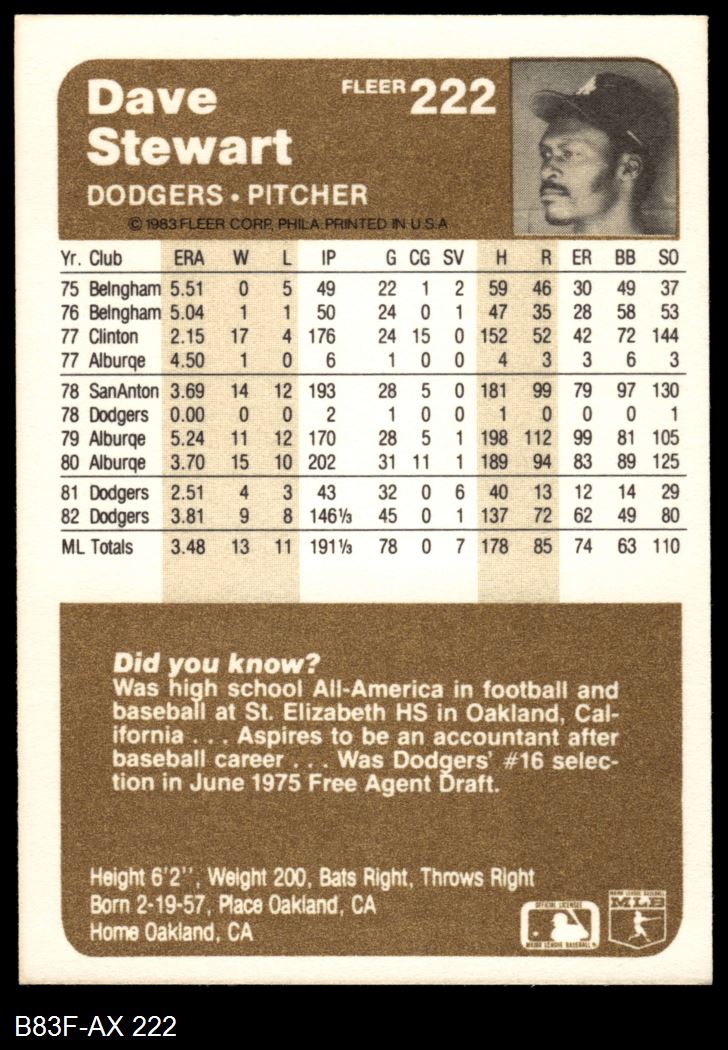 Dave
Stewart
FLEER 222
DODGERS • PITCHER
© 1983 FLEER CORP. PHILA. PRINTED IN U.S.A
Yr. Club ERA W L IP G CG SV H R ER BB SO
75 Belngham 5.51 0 5 49 22 1 2 59 46 30 49 37
76 Belngham 5.04 1 1 50 24 0 1 47 35 28 58 53
77 Clinton 2.15 17 4 176 24 15 0 152 52 42 72 144
77 Alburqe 4.50 1 0 6 1 0 0 4 3 3 6 3
78 SanAnton 3.69 14 12 193 28 5 0 181 99 79 97 130
78 Dodgers 0.00 0 0 2 1 0 0 1 0 0 0 1
79 Alburqe 5.24 11 12 170 28 5 1 198 112 99 81 105
80 Alburqe 3.70 15 10 202 31 11 1 189 94 83 89 125
81 Dodgers 2.51 4 3 43 32 0 6 40 13 12 14 29
82 Dodgers 3.81 9 8 146⅓ 45 0 1 137 72 62 49 80
ML Totals 3.48 13 11 191⅓ 78 0 7 178 85 74 63 110
Did you know?
Was high school All-America in football and
baseball at St. Elizabeth HS in Oakland, Cal-
ifornia . . . Aspires to be an accountant after
baseball career . . . Was Dodgers' #16 selec-
tion in June 1975 Free Agent Draft.
Height 6'2'', Weight 200, Bats Right, Throws Right
Born 2-19-57, Place Oakland, CA
Home Oakland, CA
OFFICIAL LICENSEE
MAJOR LEAGUE BASEBALL
MAJOR LEAGUE BASEBALL
MLB
B83F-AX 222